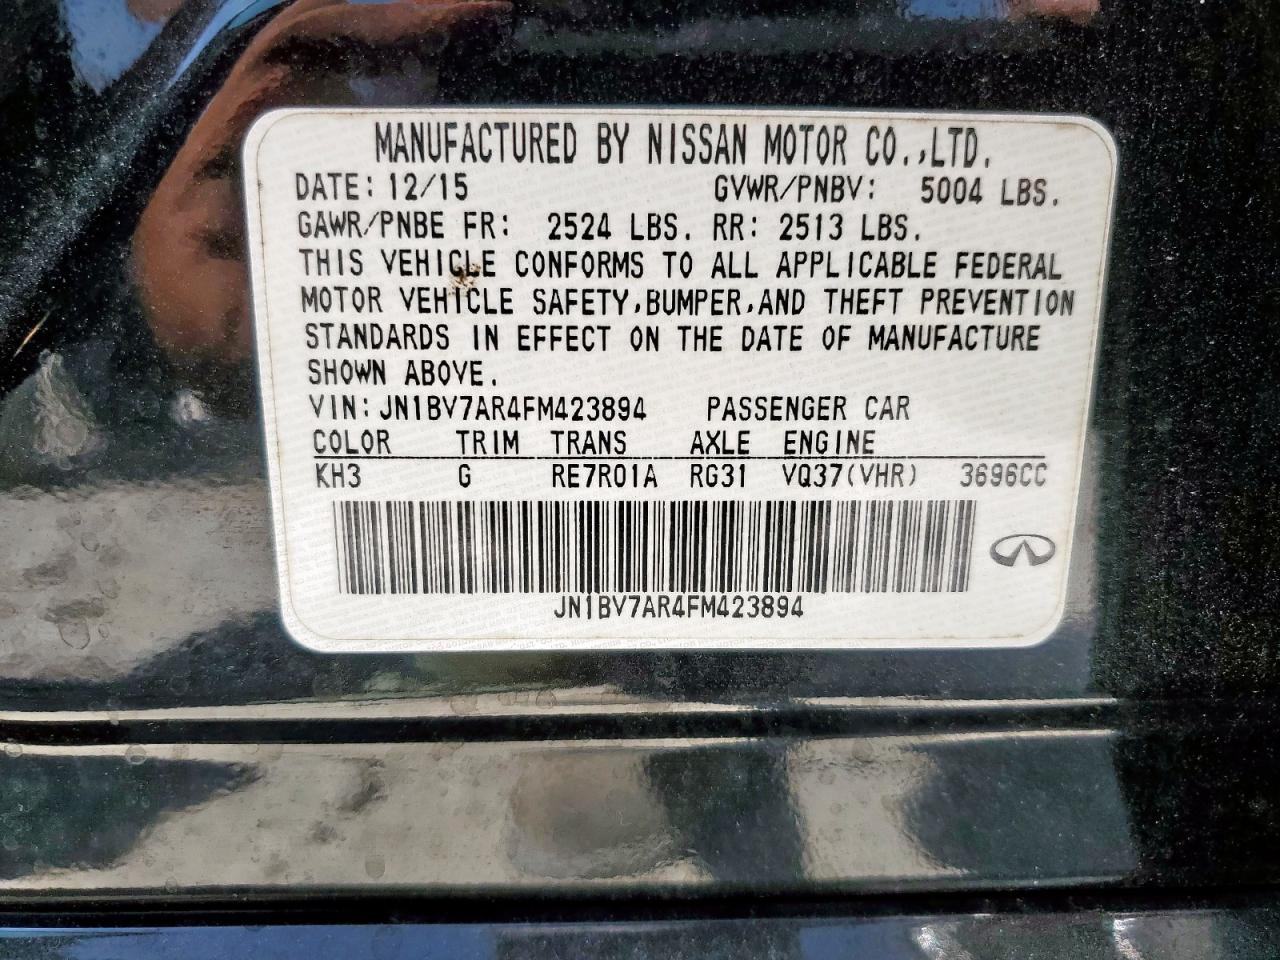 MANUFACTURED BY NISSAN MOTOR CO.,LTD.
DATE: 12/15 GVWR/PNBV: 5004 LBS.
GAWR/PNBE FR: 2524 LBS. RR: 2513 LBS.
THIS VEHICLE CONFORMS TO ALL APPLICABLE FEDERAL
MOTOR VEHICLE SAFETY,BUMPER,AND THEFT PREVENTION
STANDARDS IN EFFECT ON THE DATE OF MANUFACTURE
SHOWN ABOVE.
VIN: JN1BV7AR4FM423894 PASSENGER CAR
COLOR TRIM TRANS AXLE ENGINE
KH3 G RE7R01A RG31 VQ37(VHR) 3696CC
JN1BV7AR4FM423894